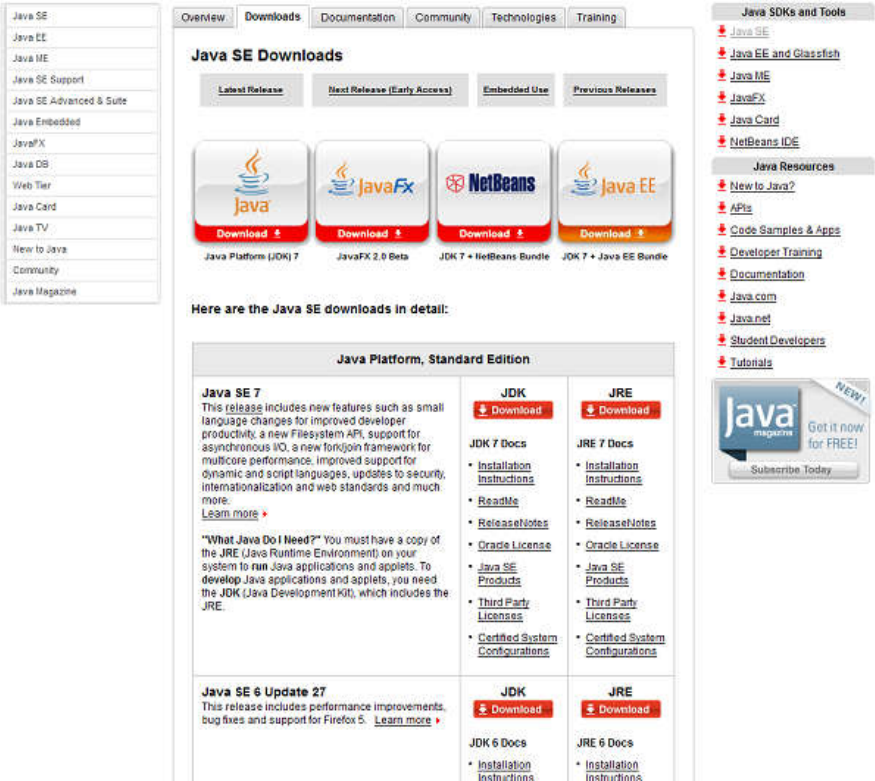 Java SE
Java EE
Java ME
Java SE Support
Java SE Advanced & Suite
Java Embedded
JavaFX
Java DB
Web Tier
Java Card
Java TV
New to Java
Community
Java Magazine
Overview
Downloads
Documentation
Community
Technologies
Training
Java SE Downloads
Latest Release
Next Release (Early Access)
Embedded Use
Previous Releases
Java
JavaFX
NetBeans
Java EE
Download
Download
Download
Download
Java Platform (JDK) 7
JavaFX 2.0 Beta
JDK 7 + NetBeans Bundle
JDK 7 + Java EE Bundle
Here are the Java SE downloads in detail:
Java Platform, Standard Edition
Java SE 7
This release includes new features such as small
language changes for improved developer
productivity, a new Filesystem API, support for
asynchronous I/O, a new fork/join framework for
multicore performance, improved support for
dynamic and script languages, updates to security,
internationalization and web standards and much
more.
Learn more
"What Java Do I Need?" You must have a copy of
the JRE (Java Runtime Environment) on your
system to run Java applications and applets. To
develop Java applications and applets, you need
the JDK (Java Development Kit), which includes the
JRE.
JDK
Download
JDK 7 Docs
• Installation
Instructions
• ReadMe
• ReleaseNotes
• Oracle License
• Java SE
Products
• Third Party
Licenses
• Certified System
Configurations
JRE
Download
JRE 7 Docs
• Installation
Instructions
• ReadMe
• ReleaseNotes
• Oracle License
• Java SE
Products
• Third Party
Licenses
• Certified System
Configurations
Java SE 6 Update 27
This release includes performance improvements,
bug fixes and support for Firefox 5. Learn more
JDK
Download
JDK 6 Docs
• Installation
Instructions
JRE
Download
JRE 6 Docs
• Installation
Instructions
Java SDKs and Tools
Java SE
Java EE and Glassfish
Java ME
JavaFX
Java Card
NetBeans IDE
Java Resources
New to Java?
APIs
Code Samples & Apps
Developer Training
Documentation
Java.com
Java.net
Student Developers
Tutorials
NEW!
Java
magazine
Get it now
for FREE!
Subscribe Today